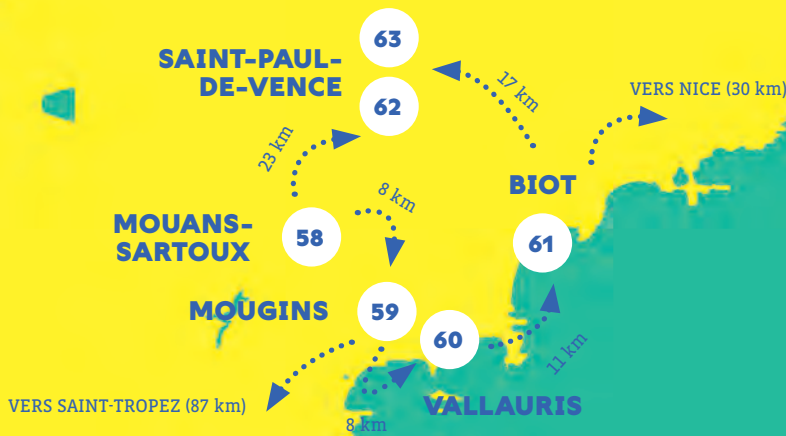 63
SAINT-PAUL-
DE-VENCE
62
17 km
VERS NICE (30 km)
23 km
BIOT
8 km
MOUANS-
SARTOUX
58
61
MOUGINS
59
60
11 km
VERS SAINT-TROPEZ (87 km)
VALLAURIS
8 km